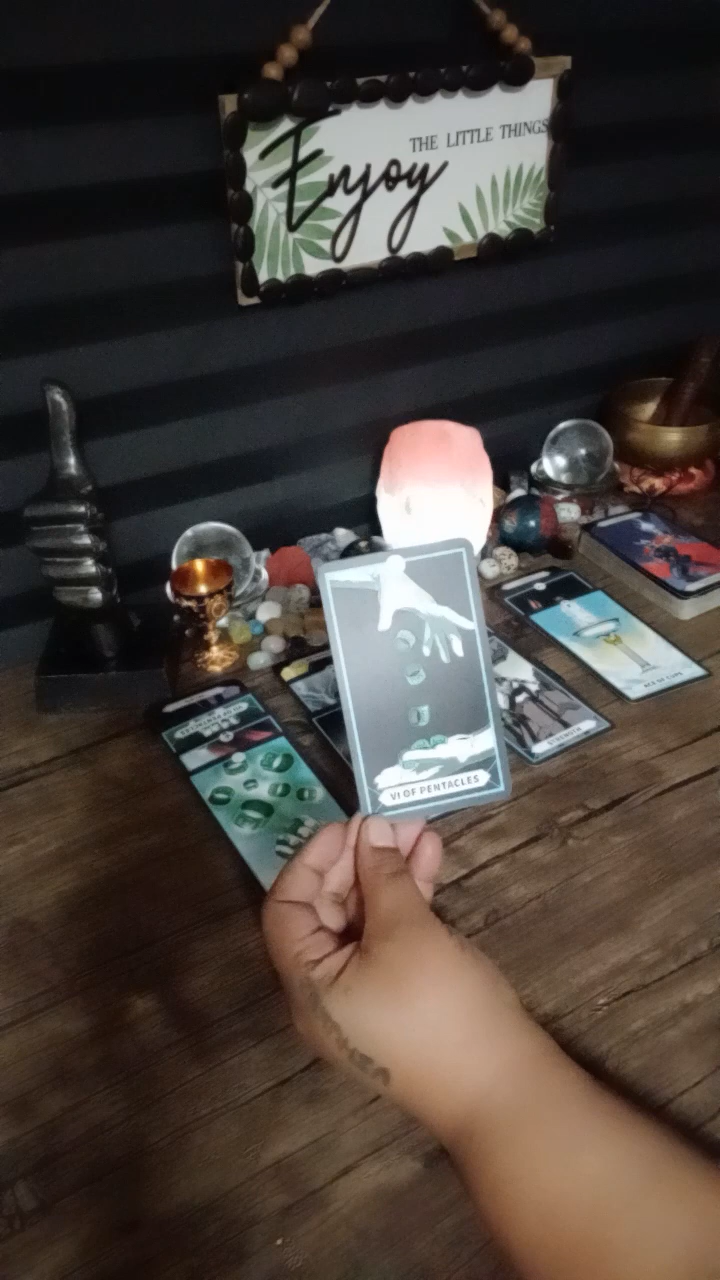 THE LITTLE THINGS
Enjoy
VI OF PENTACLES
STRENGTH
ACE OF CUPS